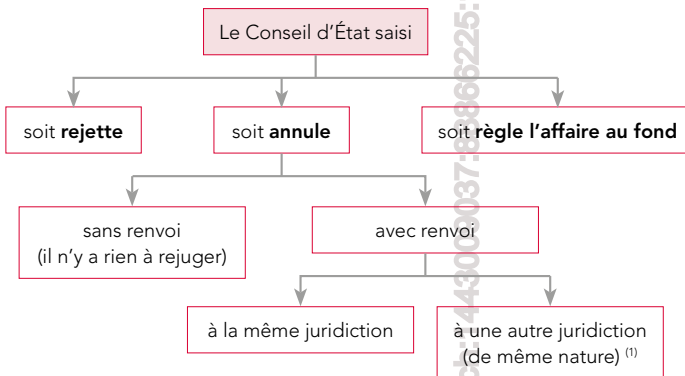 Le Conseil d'État saisi
soit rejette
soit annule
soit règle l'affaire au fond
sans renvoi
(il n'y a rien à rejuger)
avec renvoi
à la même juridiction
à une autre juridiction
(de même nature) (1)